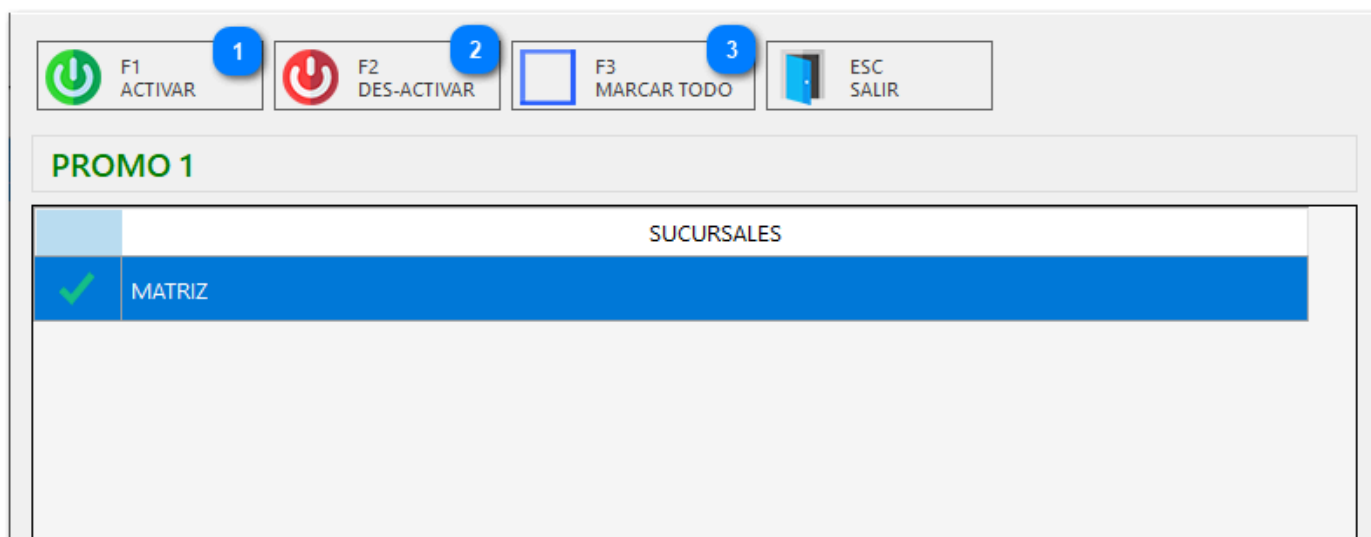 F1
ACTIVAR
1
F2
DES-ACTIVAR
2
F3
MARCAR TODO
3
ESC
SALIR
PROMO 1
SUCURSALES
MATRIZ